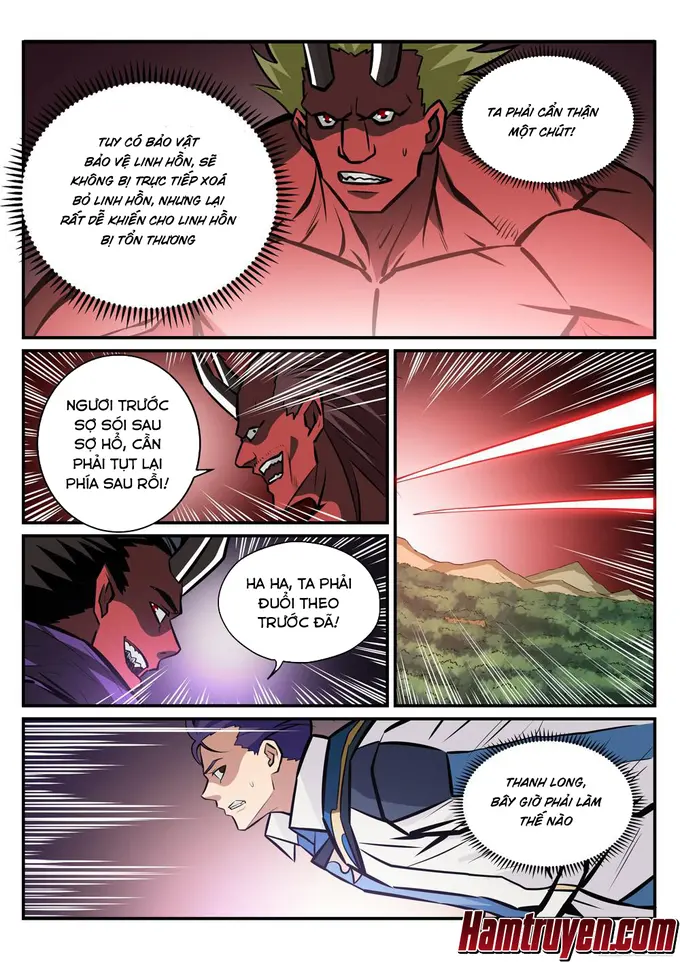 TUY CÓ BẢO VẬT
BẢO VỆ LINH HỒN, SẼ
KHÔNG BỊ TRỰC TIẾP XOÁ
BỎ LINH HỒN, NHƯNG LẠI
RẤT DỄ KHIẾN CHO LINH HỒN
BỊ TỔN THƯƠNG
TA PHẢI CẨN THẬN
MỘT CHÚT!
NGƯƠI TRƯỚC
SỢ SÓI SAU
SỢ HỔ, CẪN
PHẢI TỤT LẠI
PHÍA SAU RỒI!
HA HA, TA PHẢI
ĐUỔI THEO
TRƯỚC ĐÃ!
THANH LONG,
BÂY GIỜ PHẢI LÀM
THẾ NÀO
Hamtruyen.com